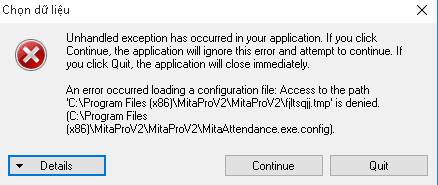 Chọn dữ liệu
Unhandled exception has occurred in your application. If you click
Continue, the application will ignore this error and attempt to continue. If
you click Quit, the application will close immediately.
An error occurred loading a configuration file: Access to the path
'C:\Program Files (x86)\MitaProV2\MitaProV2\fjltsqjj.tmp' is denied.
(C:\Program Files
(x86)\MitaProV2\MitaProV2\MitaAttendance.exe.config).
Details
Continue
Quit